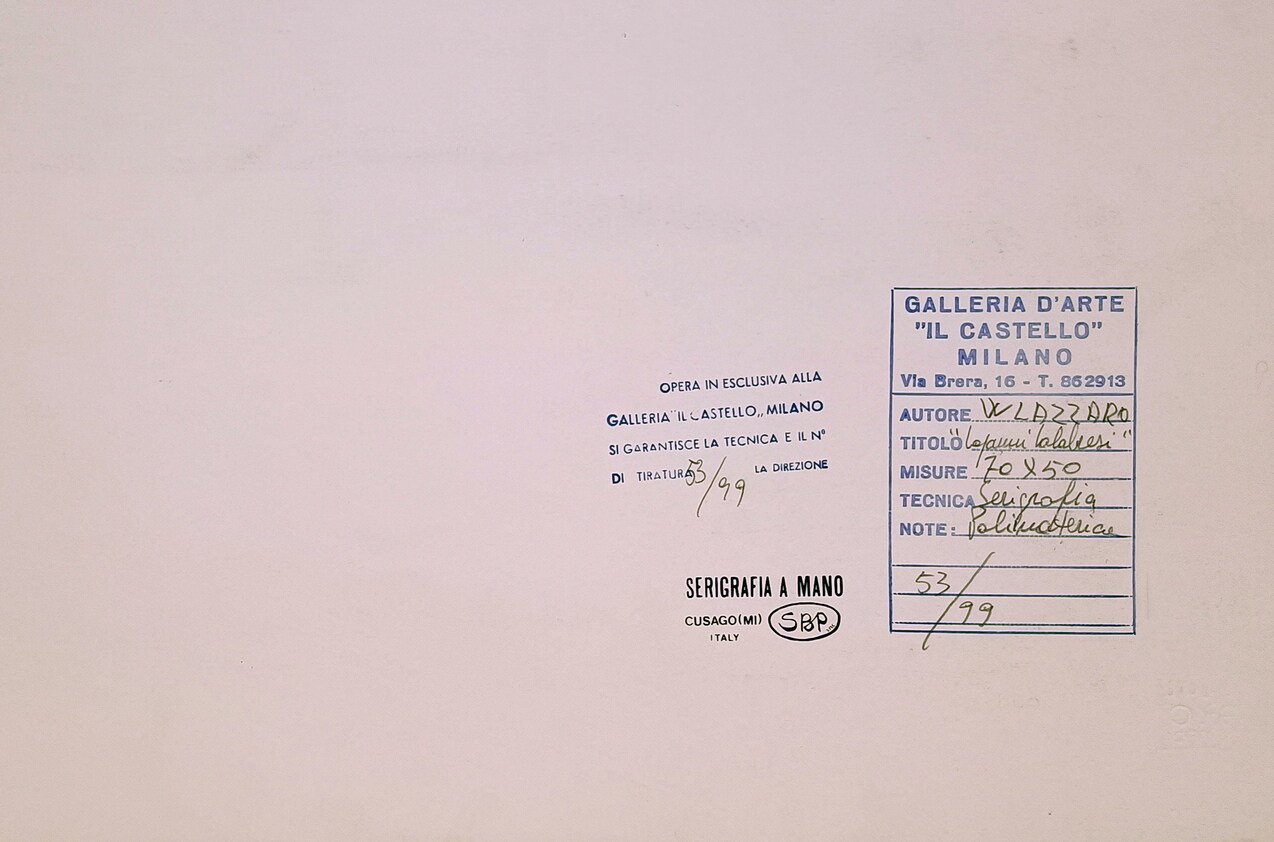 OPERA IN ESCLUSIVA ALLA
GALLERIA "IL CASTELLO„ MILANO
SI GARANTISCE LA TECNICA E IL N°
DI TIRATURA 53/99 LA DIREZIONE
SERIGRAFIA A MANO
CUSAGO (MI) SBP
ITALY
GALLERIA D'ARTE
"IL CASTELLO"
MILANO
Via Brera, 16 - T. 862913
AUTORE W LAZZARO
TITOLO
MISURE 70 X 50
TECNICA Serigrafia
NOTE: Polimaterica
53/99